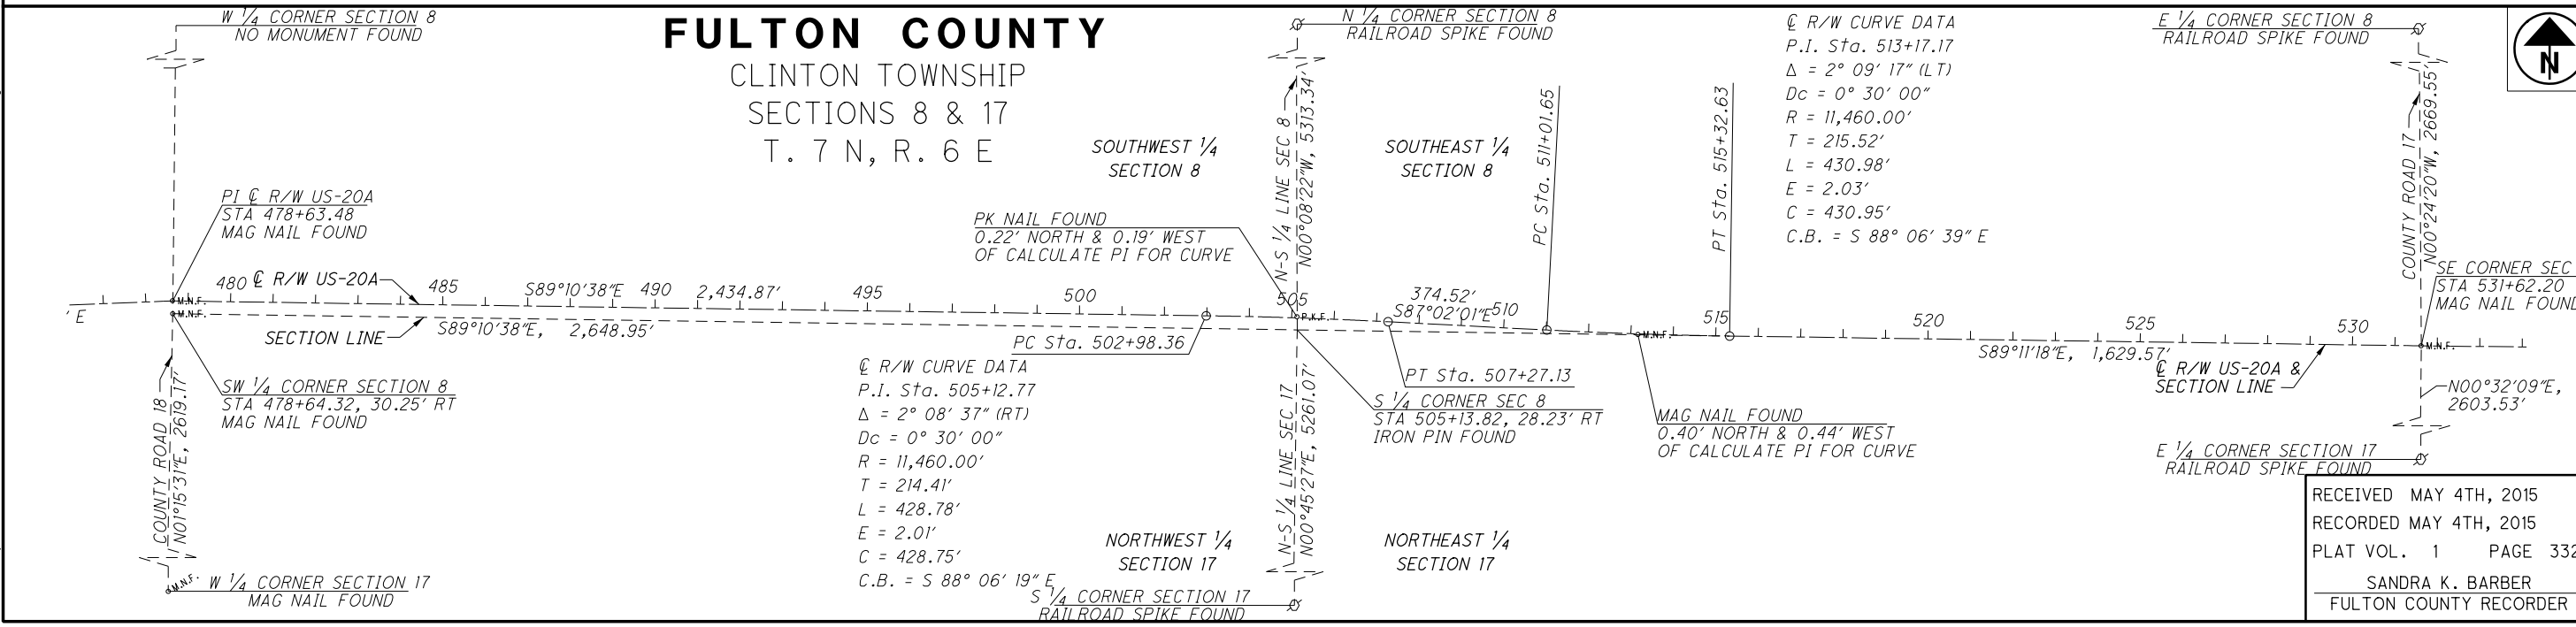 FULTON COUNTY
CLINTON TOWNSHIP
SECTIONS 8 & 17
T. 7 N, R. 6 E
W 1/4 CORNER SECTION 8
NO MONUMENT FOUND
N 1/4 CORNER SECTION 8
RAILROAD SPIKE FOUND
E 1/4 CORNER SECTION 8
RAILROAD SPIKE FOUND
N
℄ R/W CURVE DATA
P.I. Sta. 513+17.17
Δ = 2° 09' 17" (LT)
Dc = 0° 30' 00"
R = 11,460.00'
T = 215.52'
L = 430.98'
E = 2.03'
C = 430.95'
C.B. = S 88° 06' 39" E
SOUTHWEST 1/4
SECTION 8
SOUTHEAST 1/4
SECTION 8
N-S 1/4 LINE SEC 8
N00°08'22"W, 5313.34'
PC Sta. 511+01.65
PT Sta. 515+32.63
COUNTY ROAD 17
N00°24'20"W, 2669.55'
PI ℄ R/W US-20A
STA 478+63.48
MAG NAIL FOUND
PK NAIL FOUND
0.22' NORTH & 0.19' WEST
OF CALCULATE PI FOR CURVE
SE CORNER SEC
STA 531+62.20
MAG NAIL FOUND
' E
M.N.F.
480
℄ R/W US-20A
485
S89°10'38"E
490
2,434.87'
495
500
505
P.K.F.
374.52'
S87°02'01"E
510
M.N.F.
515
520
525
530
M.N.F.
M.N.F.
SECTION LINE
S89°10'38"E, 2,648.95'
PC Sta. 502+98.36
PT Sta. 507+27.13
S89°11'18"E, 1,629.57'
℄ R/W US-20A &
SECTION LINE
N00°32'09"E,
2603.53'
SW 1/4 CORNER SECTION 8
STA 478+64.32, 30.25' RT
MAG NAIL FOUND
COUNTY ROAD 18
N01°15'31"E, 2619.17'
℄ R/W CURVE DATA
P.I. Sta. 505+12.77
Δ = 2° 08' 37" (RT)
Dc = 0° 30' 00"
R = 11,460.00'
T = 214.41'
L = 428.78'
E = 2.01'
C = 428.75'
C.B. = S 88° 06' 19" E
S 1/4 CORNER SEC 8
STA 505+13.82, 28.23' RT
IRON PIN FOUND
MAG NAIL FOUND
0.40' NORTH & 0.44' WEST
OF CALCULATE PI FOR CURVE
N-S 1/4 LINE SEC 17
N00°45'27"E, 5261.07'
NORTHWEST 1/4
SECTION 17
NORTHEAST 1/4
SECTION 17
E 1/4 CORNER SECTION 17
RAILROAD SPIKE FOUND
M.N.F.
W 1/4 CORNER SECTION 17
MAG NAIL FOUND
S 1/4 CORNER SECTION 17
RAILROAD SPIKE FOUND
RECEIVED MAY 4TH, 2015
RECORDED MAY 4TH, 2015
PLAT VOL. 1 PAGE 332
SANDRA K. BARBER
FULTON COUNTY RECORDER